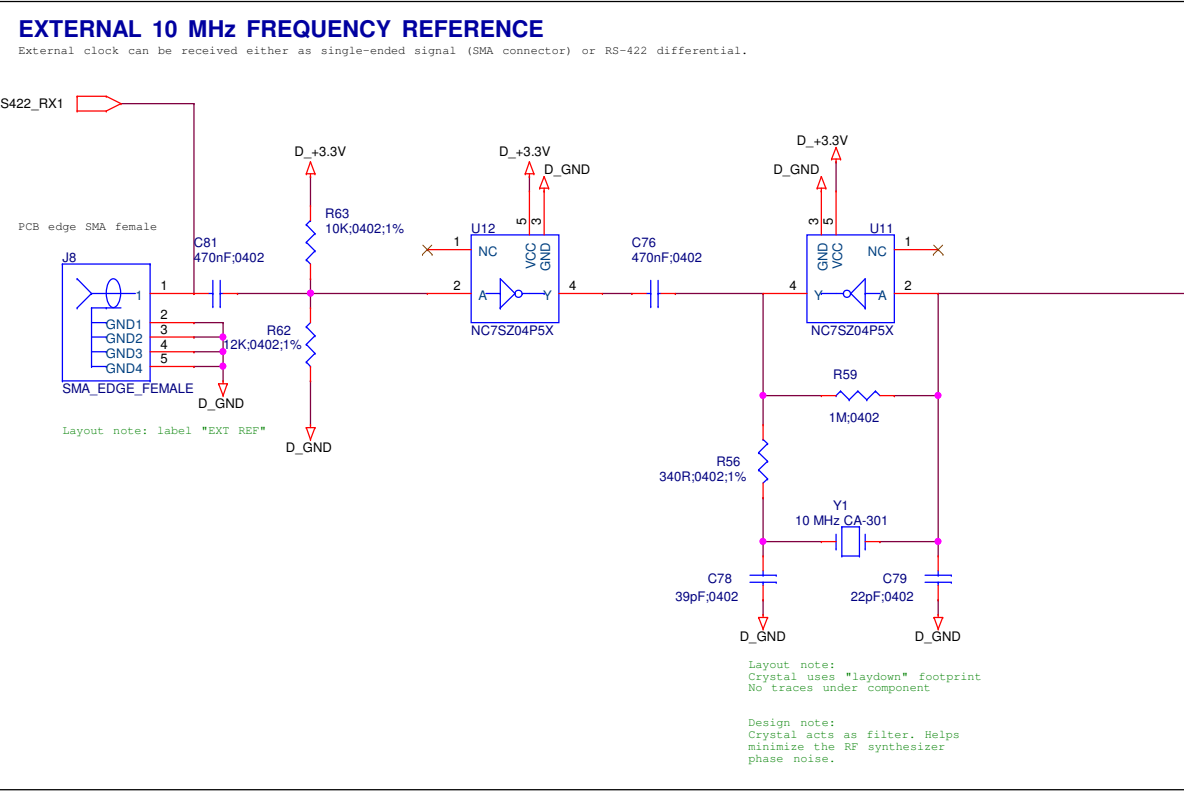 EXTERNAL 10 MHz FREQUENCY REFERENCE
External clock can be received either as single-ended signal (SMA connector) or RS-422 differential.
S422_RX1
D_+3.3V
D_+3.3V
D_GND
D_+3.3V
D_GND
PCB edge SMA female
J8
1
1
GND1
2
GND2
3
GND3
4
GND4
5
SMA_EDGE_FEMALE
D_GND
Layout note: label "EXT REF"
C81
470nF;0402
R63
10K;0402;1%
R62
12K;0402;1%
D_GND
U12
5
3
VCC
GND
1
NC
2
A
Y
4
NC7SZ04P5X
C76
470nF;0402
U11
3
5
GND
VCC
NC
1
4
Y
A
2
NC7SZ04P5X
R59
1M;0402
R56
340R;0402;1%
Y1
10 MHz CA-301
C78
39pF;0402
C79
22pF;0402
D_GND
D_GND
Layout note:
Crystal uses "laydown" footprint
No traces under component
Design note:
Crystal acts as filter. Helps
minimize the RF synthesizer
phase noise.